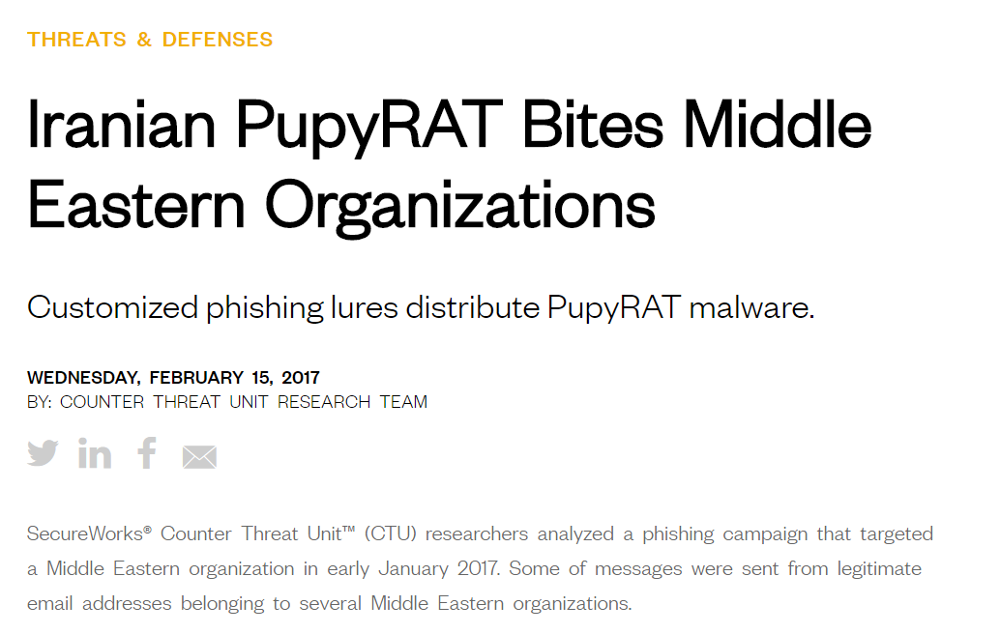 THREATS & DEFENSES
Iranian PupyRAT Bites Middle
Eastern Organizations
Customized phishing lures distribute PupyRAT malware.
WEDNESDAY, FEBRUARY 15, 2017
BY: COUNTER THREAT UNIT RESEARCH TEAM
SecureWorks® Counter Threat Unit™ (CTU) researchers analyzed a phishing campaign that targeted
a Middle Eastern organization in early January 2017. Some of messages were sent from legitimate
email addresses belonging to several Middle Eastern organizations.